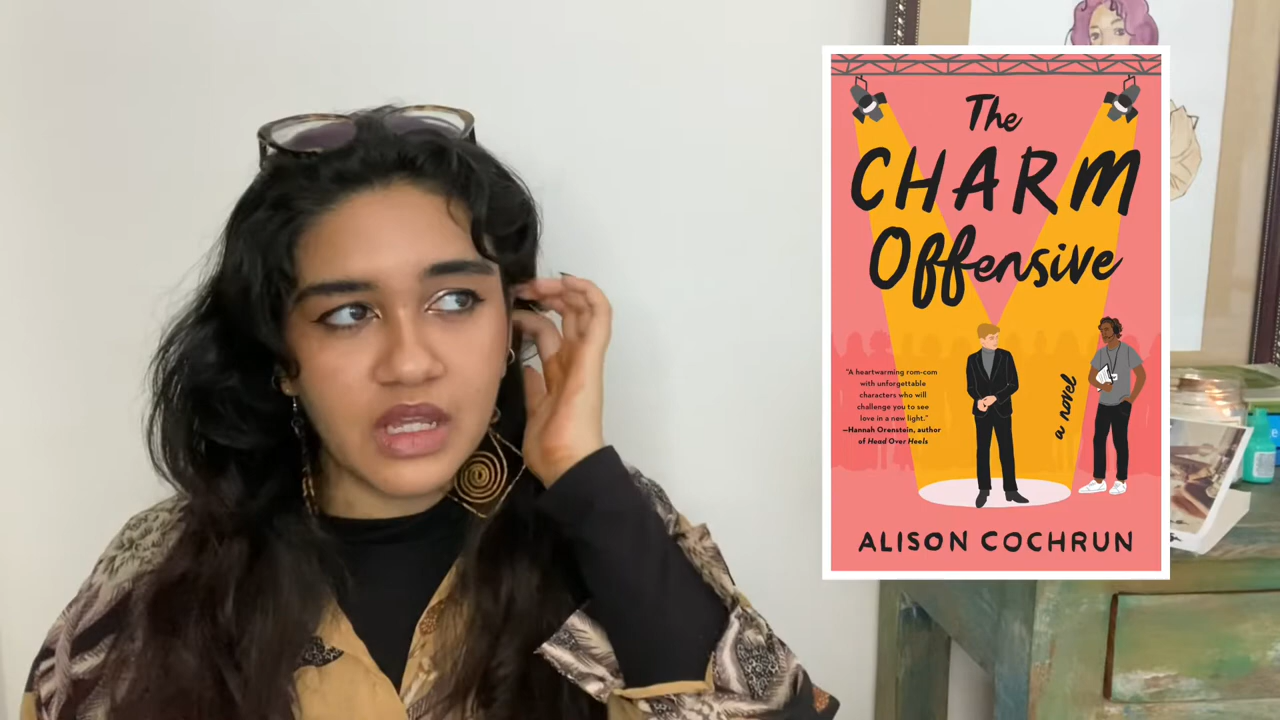 The
CHARM
Offensive
"A heartwarming rom-com
with unforgettable
characters who will
challenge you to see
love in a new light."
—Hannah Orenstein, author
of Head Over Heels
a novel
ALISON COCHRUN